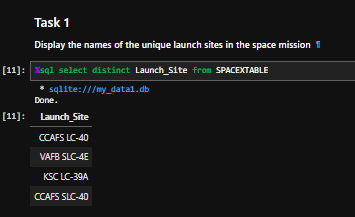 Task 1
Display the names of the unique launch sites in the space mission ¶
[11]: %sql select distinct Launch_Site from SPACEXTABLE
* sqlite:///my_data1.db
Done.
[11]: Launch_Site
CCAFS LC-40
VAFB SLC-4E
KSC LC-39A
CCAFS SLC-40